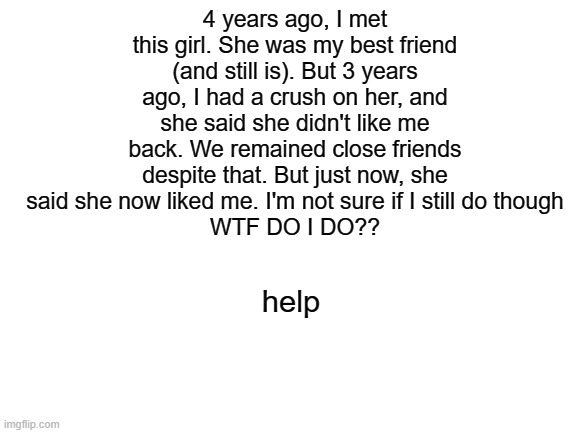 4 years ago, I met
this girl. She was my best friend
(and still is). But 3 years
ago, I had a crush on her, and
she said she didn't like me
back. We remained close friends
despite that. But just now, she
said she now liked me. I'm not sure if I still do though
WTF DO I DO??
help
imgflip.com